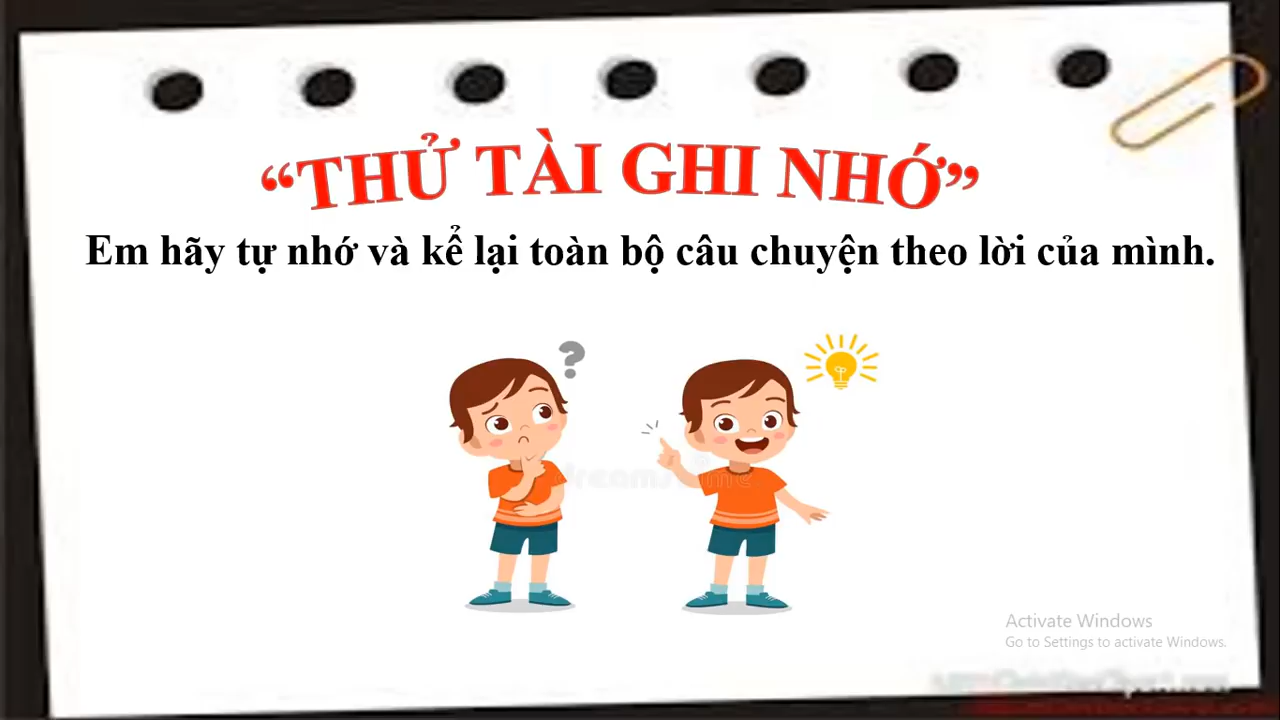 “THỬ TÀI GHI NHỚ”
Em hãy tự nhớ và kể lại toàn bộ câu chuyện theo lời của mình.
dreamstime
Activate Windows
Go to Settings to activate Windows.